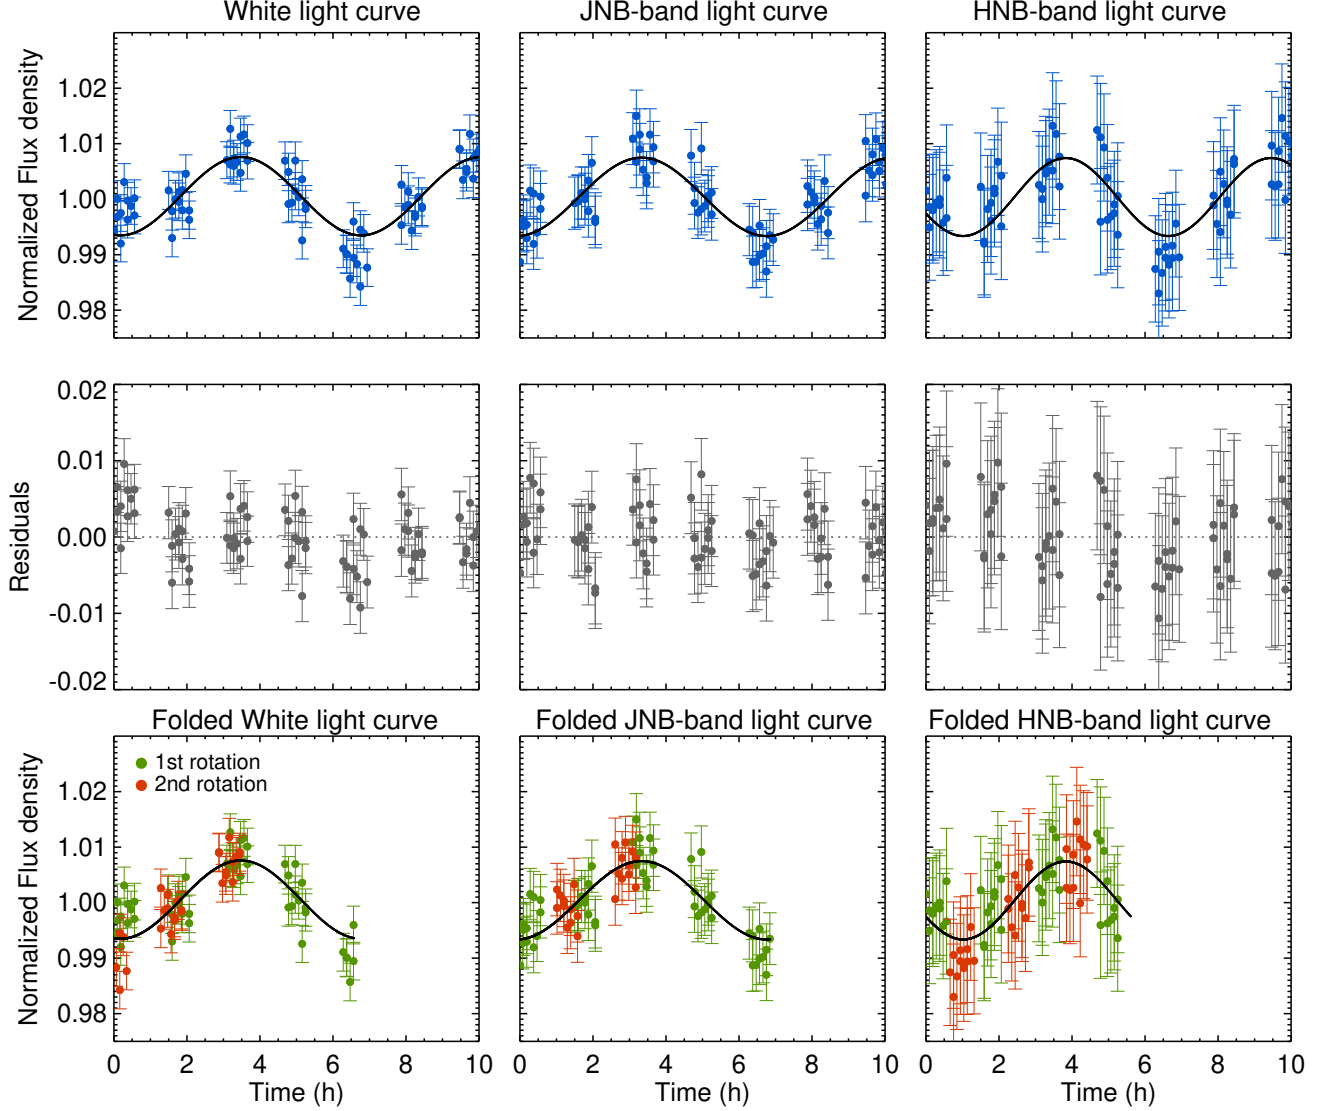 White light curve JNB-band light curve HNB-band light curve
Normalized Flux density
1.02
1.01
1.00
0.99
0.98
Residuals
0.02
0.01
0.00
-0.01
-0.02
Folded White light curve Folded JNB-band light curve Folded HNB-band light curve
Normalized Flux density
1st rotation
2nd rotation
1.02
1.01
1.00
0.99
0.98
0 2 4 6 8 10 0 2 4 6 8 10 0 2 4 6 8 10
Time (h) Time (h) Time (h)